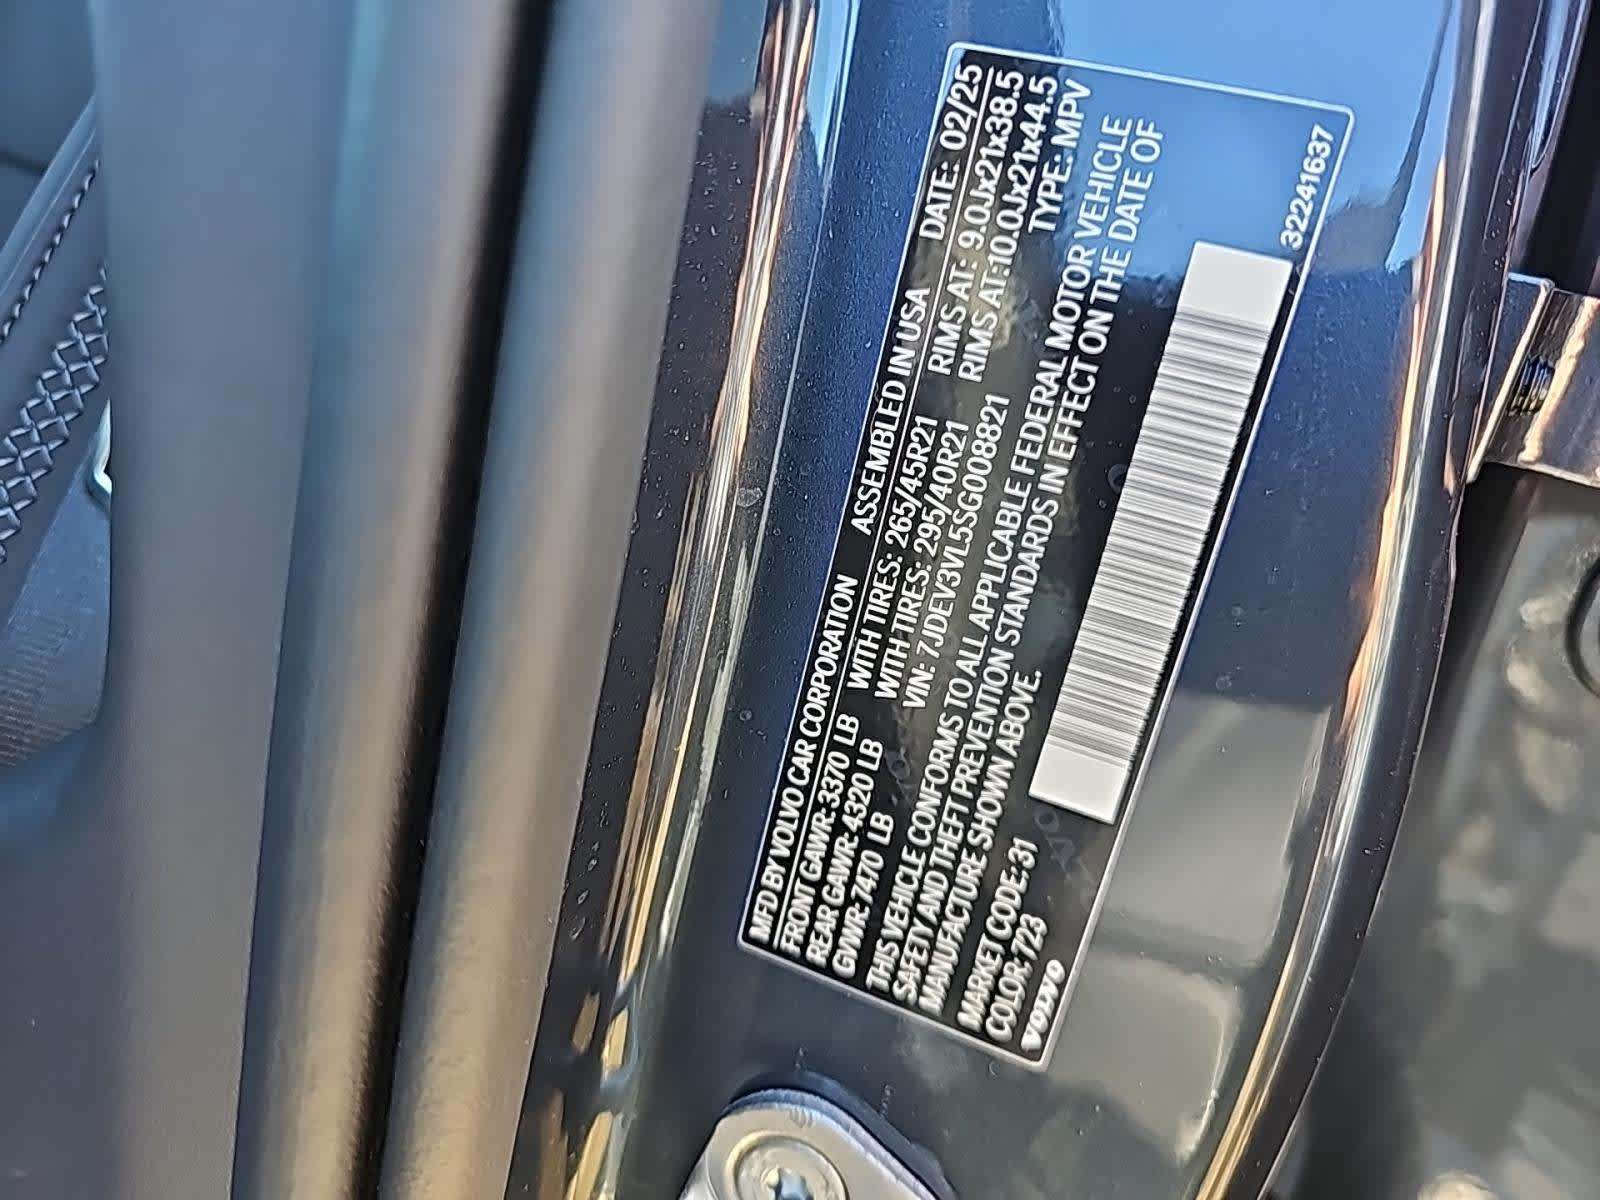 MFD BY VOLVO CAR CORPORATION ASSEMBLED IN USA DATE: 02/25
FRONT GAWR: 3370 LB WITH TIRES: 265/45R21 RIMS AT: 9.0Jx21x38.5
REAR GAWR: 4320 LB WITH TIRES: 295/40R21 RIMS AT:10.0Jx21x44.5
GVWR: 7470 LB VIN: 7JDEV3VL5SG008821 TYPE: MPV
THIS VEHICLE CONFORMS TO ALL APPLICABLE FEDERAL MOTOR VEHICLE
SAFETY AND THEFT PREVENTION STANDARDS IN EFFECT ON THE DATE OF
MANUFACTURE SHOWN ABOVE.
MARKET CODE: 31
COLOR: 723
VOLVO
32241637